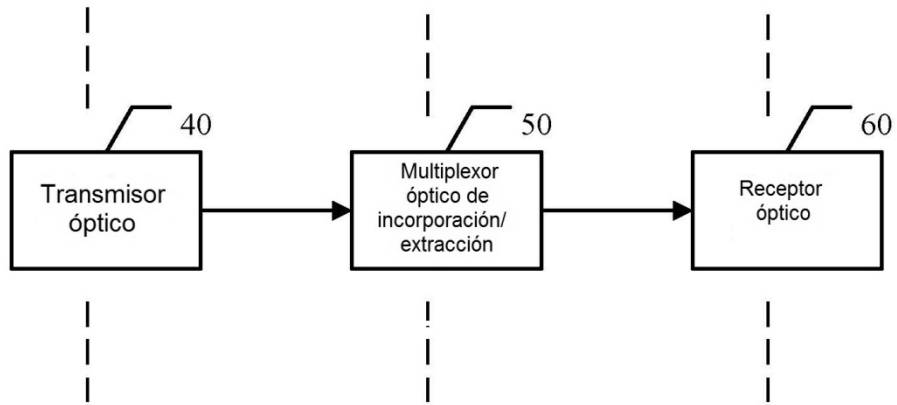 40
50
60
Transmisor
óptico
Multiplexor
óptico de
incorporación/
extracción
Receptor
óptico